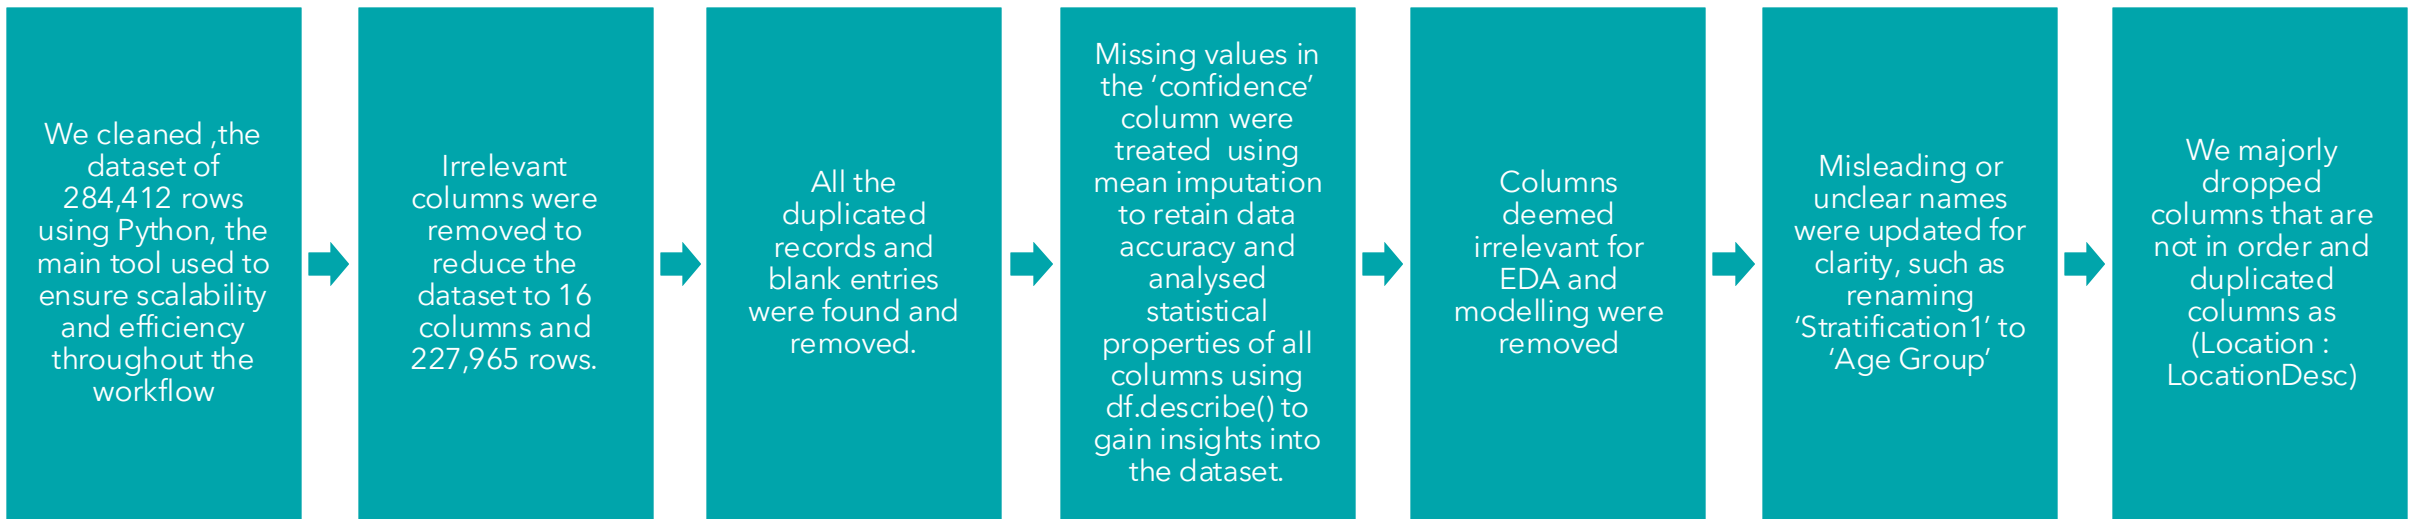 We cleaned ,the
dataset of
284,412 rows
using Python, the
main tool used to
ensure scalability
and efficiency
throughout the
workflow
Irrelevant
columns were
removed to
reduce the
dataset to 16
columns and
227,965 rows.
All the
duplicated
records and
blank entries
were found and
removed.
Missing values in
the ‘confidence’
column were
treated  using
mean imputation
to retain data
accuracy and
analysed
statistical
properties of all
columns using
df.describe() to
gain insights into
the dataset.
Columns
deemed
irrelevant for
EDA and
modelling were
removed
Misleading or
unclear names
were updated for
clarity, such as
renaming
‘Stratification1’ to
‘Age Group’
We majorly
dropped
columns that are
not in order and
duplicated
columns as
(Location :
LocationDesc)